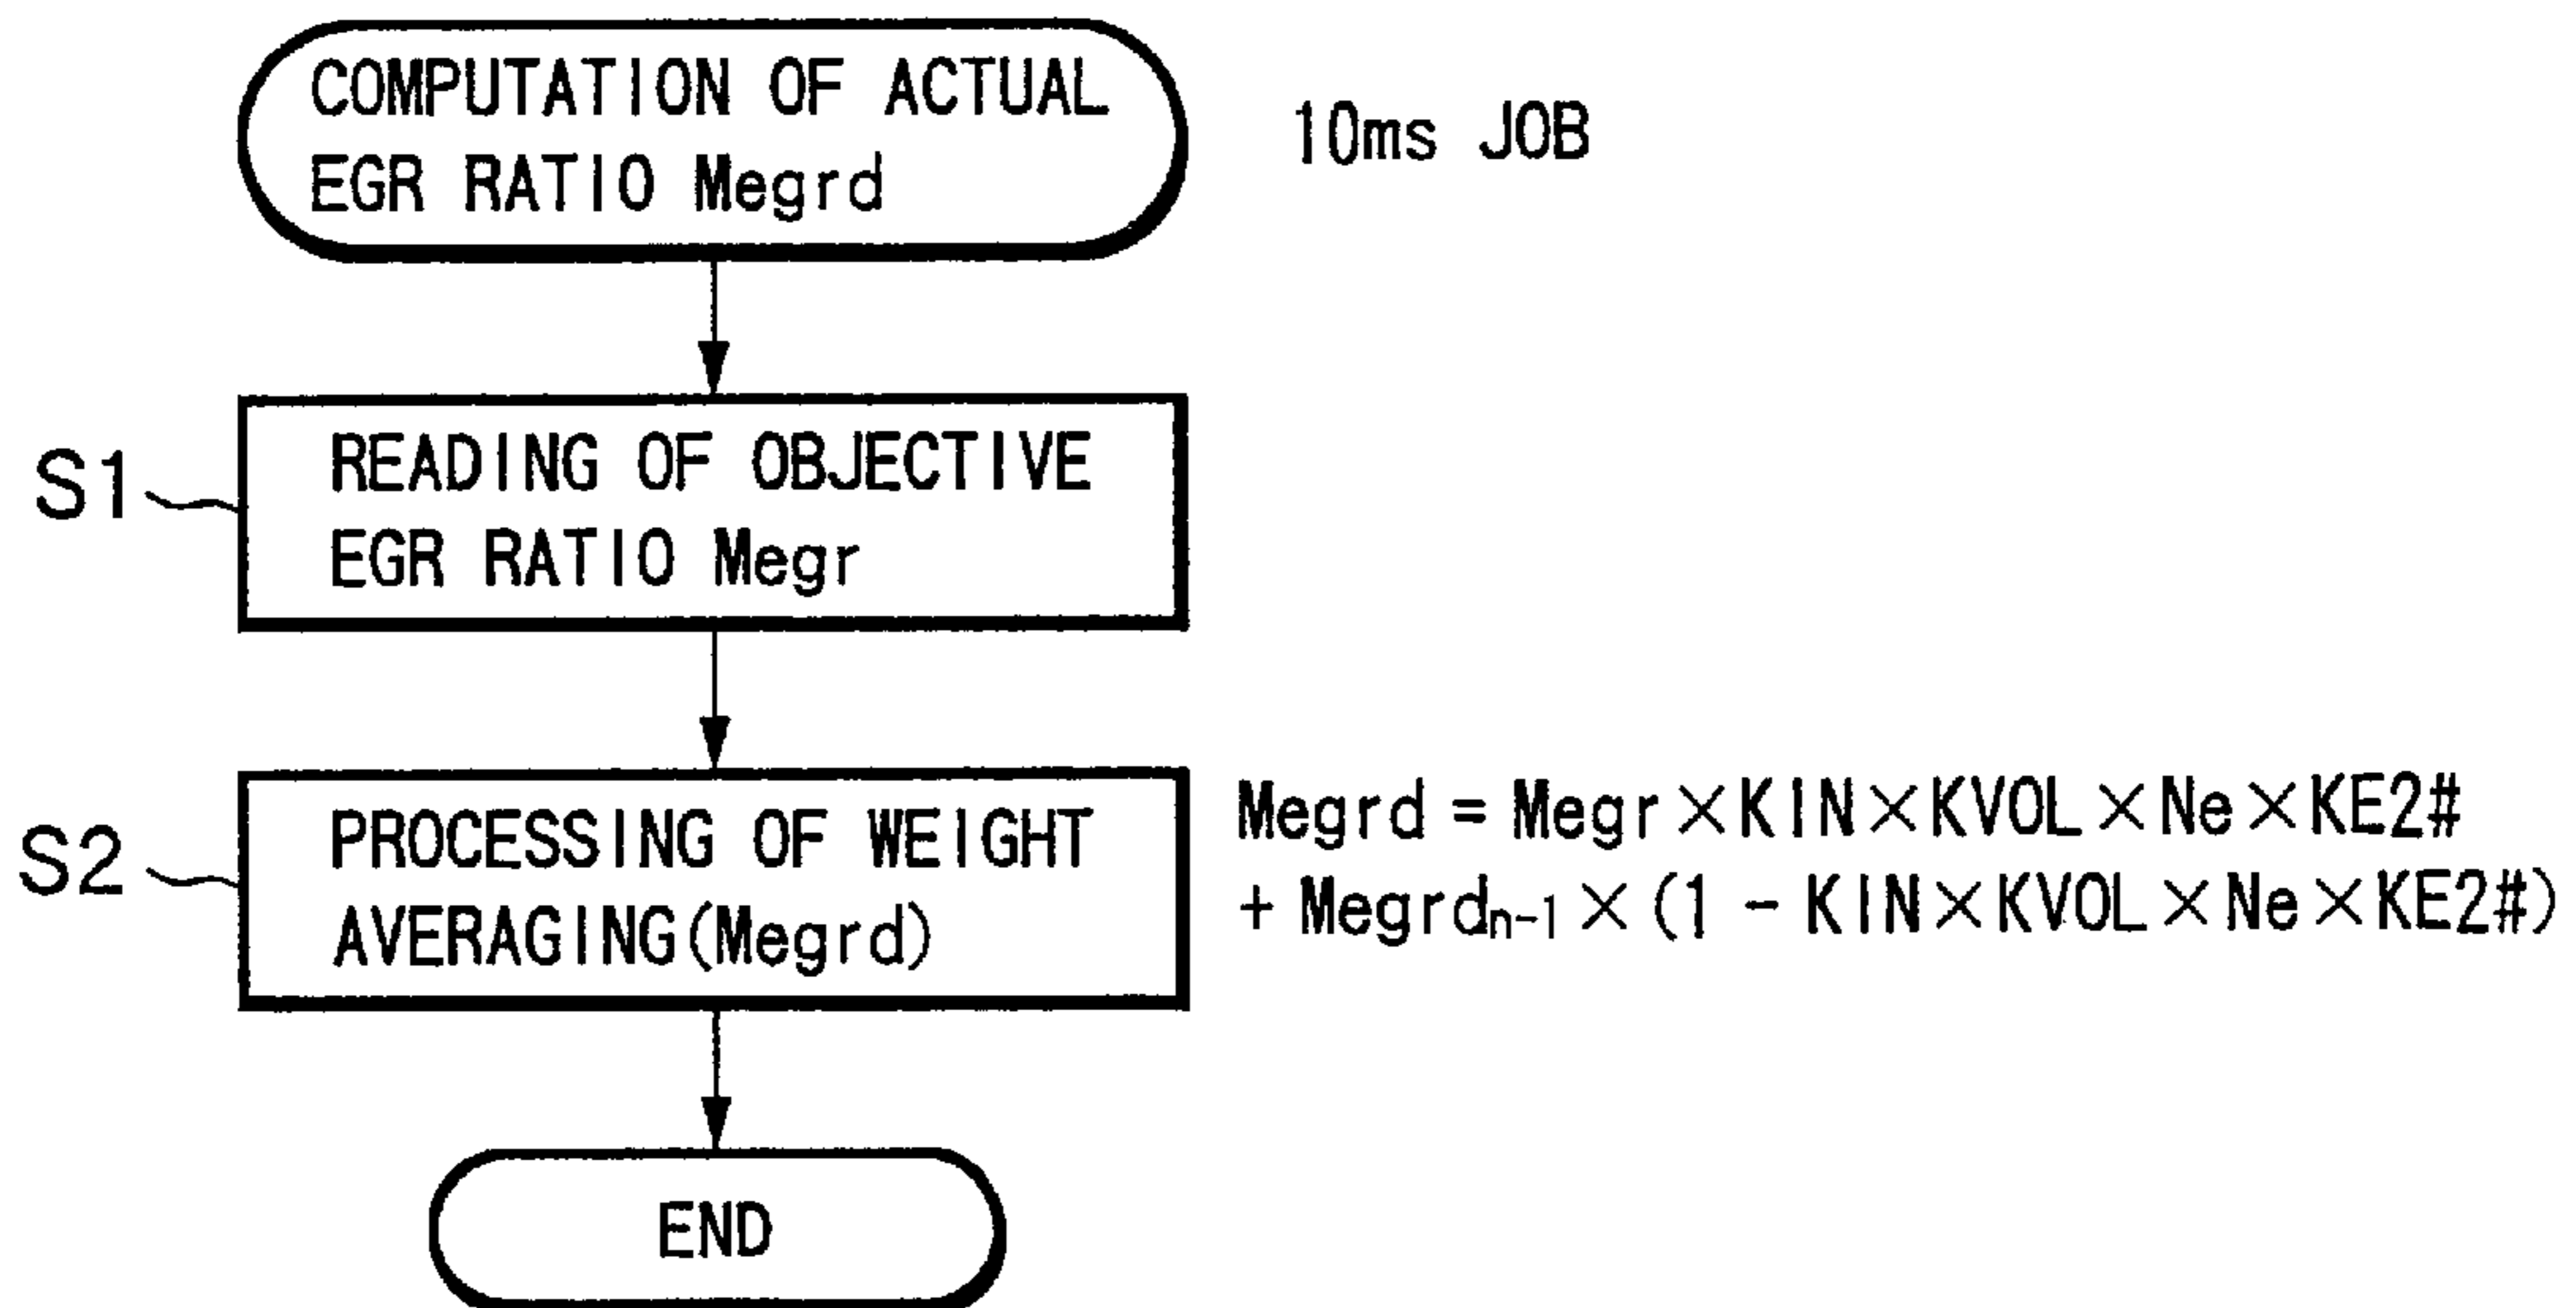 COMPUTATION OF ACTUAL
EGR RATIO Megrd
10ms JOB
S1
READING OF OBJECTIVE
EGR RATIO Megr
S2
PROCESSING OF WEIGHT
AVERAGING(Megrd)
Megrd = Megr×KIN×KVOL×Ne×KE2#
+ Megrdₙ₋₁×(1 - KIN×KVOL×Ne×KE2#)
END